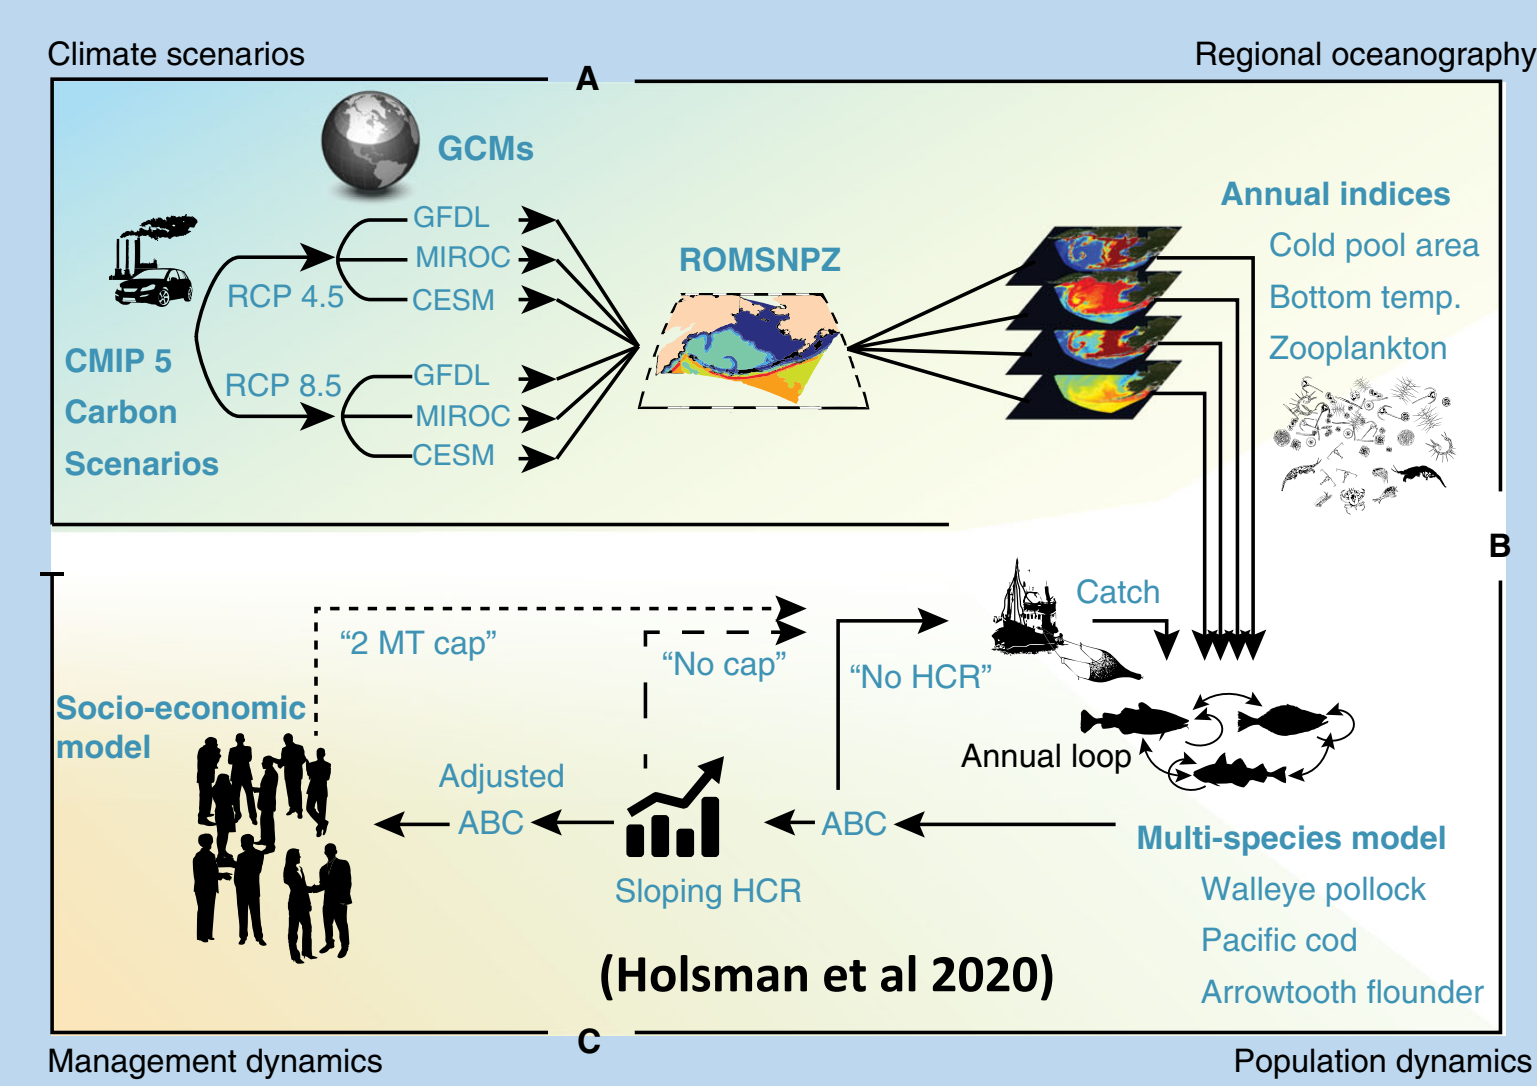 Climate scenarios
Regional oceanography
A
GCMs
GFDL
MIROC
CESM
RCP 4.5
CMIP 5
Carbon
Scenarios
RCP 8.5
GFDL
MIROC
CESM
ROMSNPZ
Annual indices
Cold pool area
Bottom temp.
Zooplankton
B
Catch
“2 MT cap”
“No cap”
“No HCR”
Socio-economic
model
Annual loop
Adjusted
ABC
ABC
Sloping HCR
Multi-species model
Walleye pollock
Pacific cod
Arrowtooth flounder
(Holsman et al 2020)
C
Management dynamics
Population dynamics